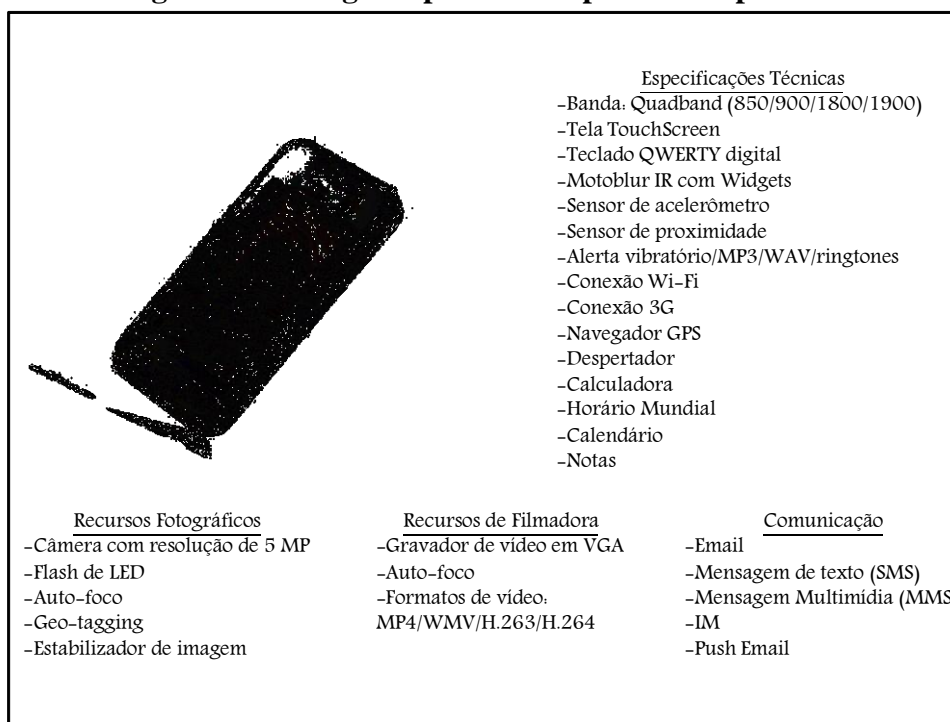 Especificações Técnicas
-Banda: Quadband (850/900/1800/1900)
-Tela TouchScreen
-Teclado QWERTY digital
-Motoblur IR com Widgets
-Sensor de acelerômetro
-Sensor de proximidade
-Alerta vibratório/MP3/WAV/ringtones
-Conexão Wi-Fi
-Conexão 3G
-Navegador GPS
-Despertador
-Calculadora
-Horário Mundial
-Calendário
-Notas
Recursos Fotográficos
-Câmera com resolução de 5 MP
-Flash de LED
-Auto-foco
-Geo-tagging
-Estabilizador de imagem
Recursos de Filmadora
-Gravador de vídeo em VGA
-Auto-foco
-Formatos de vídeo:
MP4/WMV/H.263/H.264
Comunicação
-Email
-Mensagem de texto (SMS)
-Mensagem Multimídia (MMS
-IM
-Push Email